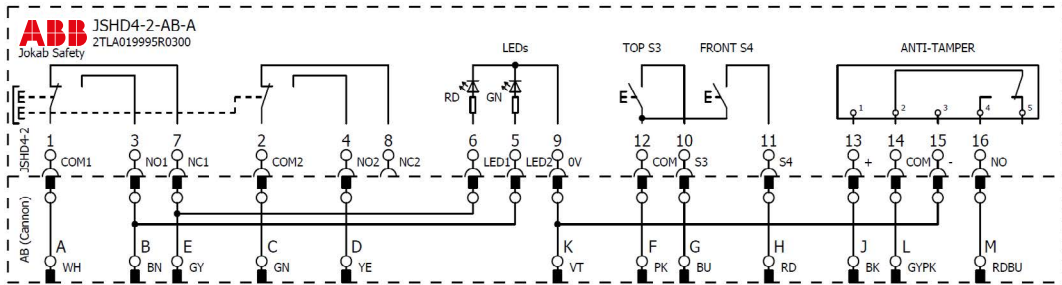 ABB JSHD4-2-AB-A
Jokab Safety 2TLA019995R0300
LEDs TOP S3 FRONT S4 ANTI-TAMPER
RD GN E E
E
E
1 2 3 4 5
JSHD4-2
1 3 7 2 4 8 6 5 9 12 10 11 13 14 15 16
COM1 NO1 NC1 COM2 NO2 NC2 LED1 LED2 0V COM S3 S4 + COM - NO
AB (Cannon)
A B E C D K F G H J L M
WH BN GY GN YE VT PK BU RD BK GYPK RDBU